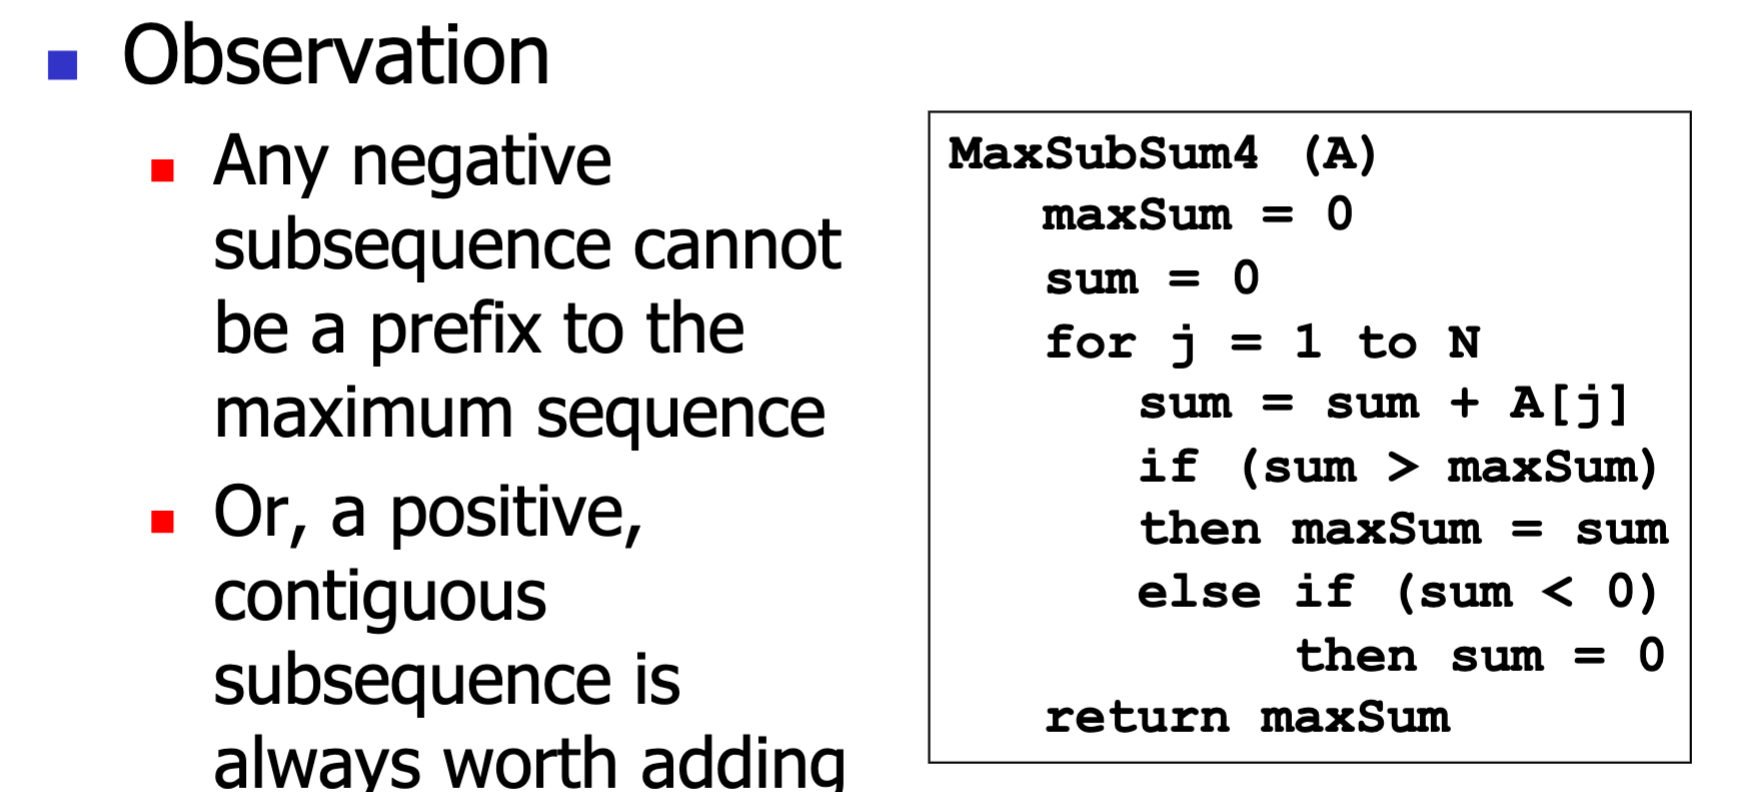 Observation
Any negative
subsequence cannot
be a prefix to the
maximum sequence
Or, a positive,
contiguous
subsequence is
always worth adding
MaxSubSum4 (A)
maxSum = 0
sum = 0
for j = 1 to N
sum = sum + A[j]
if (sum > maxSum)
then maxSum = sum
else if (sum < 0)
then sum = 0
return maxSum